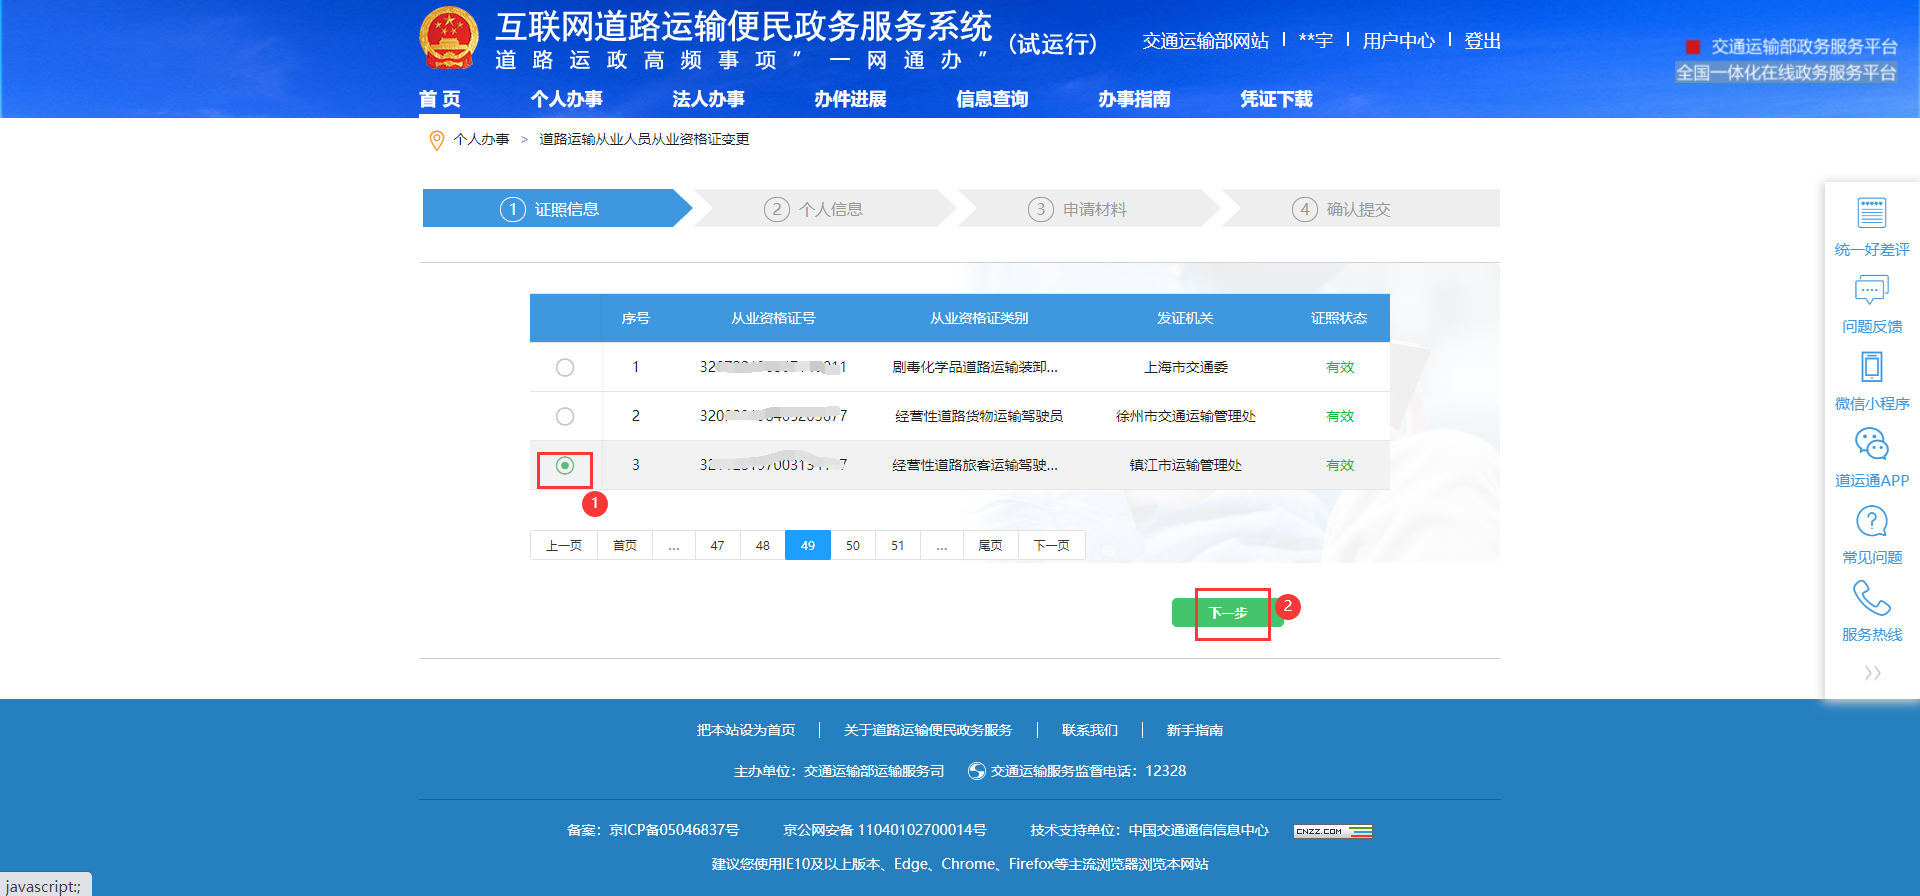 互联网道路运输便民政务服务系统
(试运行)
道路运政高频事项"一网通办"
交通运输部网站 **宇 用户中心 登出
交通运输部政务服务平台
全国一体化在线政务服务平台
首 页 个人办事 法人办事 办件进展 信息查询 办事指南 凭证下载
个人办事 > 道路运输从业人员从业资格证变更
1 证照信息 2 个人信息 3 申请材料 4 确认提交
序号 从业资格证号 从业资格证类别 发证机关 证照状态
1 剧毒化学品道路运输装卸... 上海市交通委 有效
2 经营性道路货物运输驾驶员 徐州市交通运输管理处 有效
3 经营性道路旅客运输驾驶... 镇江市运输管理处 有效
1
上一页 首页 ... 47 48 49 50 51 ... 尾页 下一页
下一步 2
统一好差评
问题反馈
微信小程序
道运通APP
常见问题
服务热线
把本站设为首页 关于道路运输便民政务服务 联系我们 新手指南
主办单位：交通运输部运输服务司 交通运输服务监督电话：12328
备案：京ICP备05046837号 京公网安备 11040102700014号 技术支持单位：中国交通通信信息中心 CNZZ.COM
建议您使用IE10及以上版本、Edge、Chrome、Firefox等主流浏览器浏览本网站
javascript:;